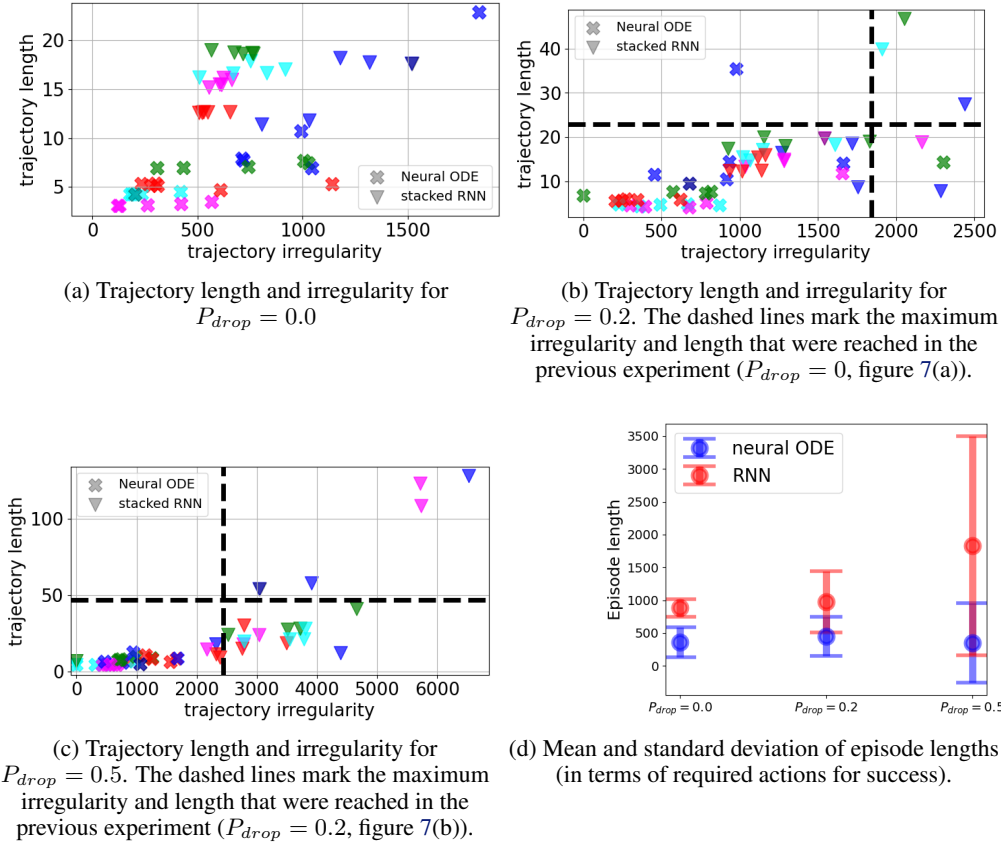 20
15
10
5
0
500
1000
1500
trajectory length
trajectory irregularity
Neural ODE
stacked RNN
(a) Trajectory length and irregularity for
P_drop = 0.0
40
30
20
10
0
500
1000
1500
2000
2500
trajectory length
trajectory irregularity
Neural ODE
stacked RNN
(b) Trajectory length and irregularity for
P_drop = 0.2. The dashed lines mark the maximum
irregularity and length that were reached in the
previous experiment (P_drop = 0, figure 7(a)).
100
50
0
0
1000
2000
3000
4000
5000
6000
trajectory length
trajectory irregularity
Neural ODE
stacked RNN
(c) Trajectory length and irregularity for
P_drop = 0.5. The dashed lines mark the maximum
irregularity and length that were reached in the
previous experiment (P_drop = 0.2, figure 7(b)).
3500
3000
2500
2000
1500
1000
500
0
Episode length
neural ODE
RNN
P_drop = 0.0
P_drop = 0.2
P_drop = 0.5
(d) Mean and standard deviation of episode lengths
(in terms of required actions for success).